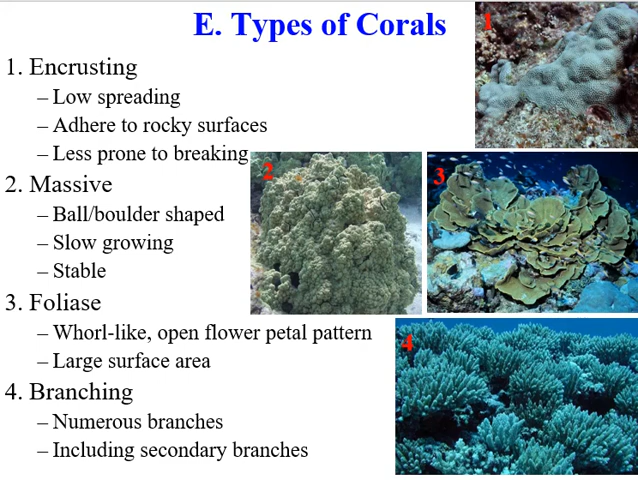 E. Types of Corals
1. Encrusting
– Low spreading
– Adhere to rocky surfaces
– Less prone to breaking
2. Massive
– Ball/boulder shaped
– Slow growing
– Stable
3. Foliase
– Whorl-like, open flower petal pattern
– Large surface area
4. Branching
– Numerous branches
– Including secondary branches
1
2
3
4